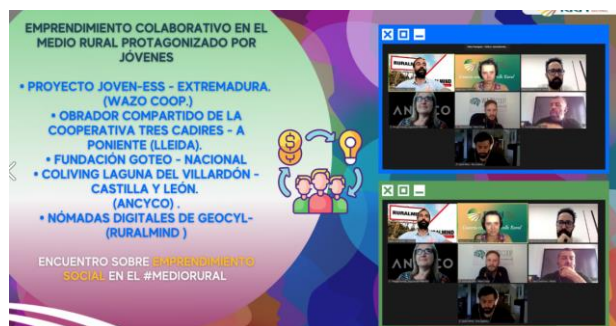 EMPRENDIMIENTO COLABORATIVO EN EL
MEDIO RURAL PROTAGONIZADO POR
JÓVENES
• PROYECTO JOVEN-ESS - EXTREMADURA.
(WAZO COOP.)
• OBRADOR COMPARTIDO DE LA
COOPERATIVA TRES CADIRES - A
PONIENTE (LLEIDA).
• FUNDACIÓN GOTEO - NACIONAL
• COLIVING LAGUNA DEL VILLARDÓN -
CASTILLA Y LEÓN.
(ANCYCO) .
• NÓMADAS DIGITALES DE GEOCYL-
(RURALMIND )
ENCUENTRO SOBRE EMPRENDIMIENTO
SOCIAL EN EL #MEDIORURAL